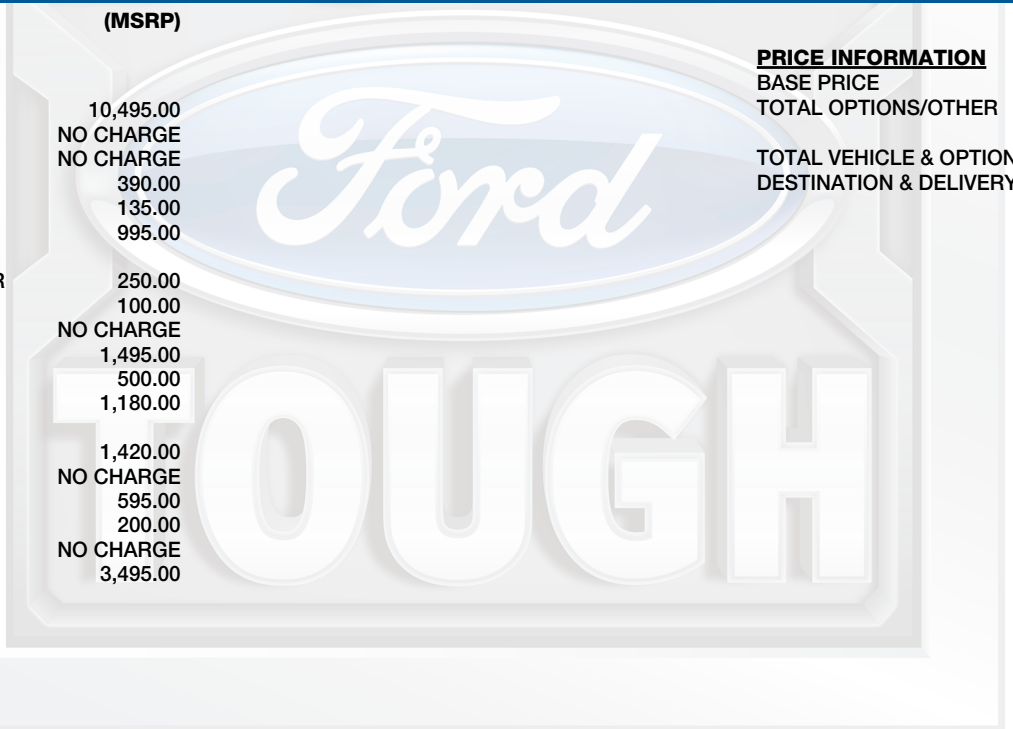 (MSRP)
10,495.00
NO CHARGE
NO CHARGE
390.00
135.00
995.00
R 250.00
100.00
NO CHARGE
1,495.00
500.00
1,180.00
1,420.00
NO CHARGE
595.00
200.00
NO CHARGE
3,495.00
PRICE INFORMATION
BASE PRICE
TOTAL OPTIONS/OTHER
TOTAL VEHICLE & OPTION
DESTINATION & DELIVERY
Ford
TOUGH